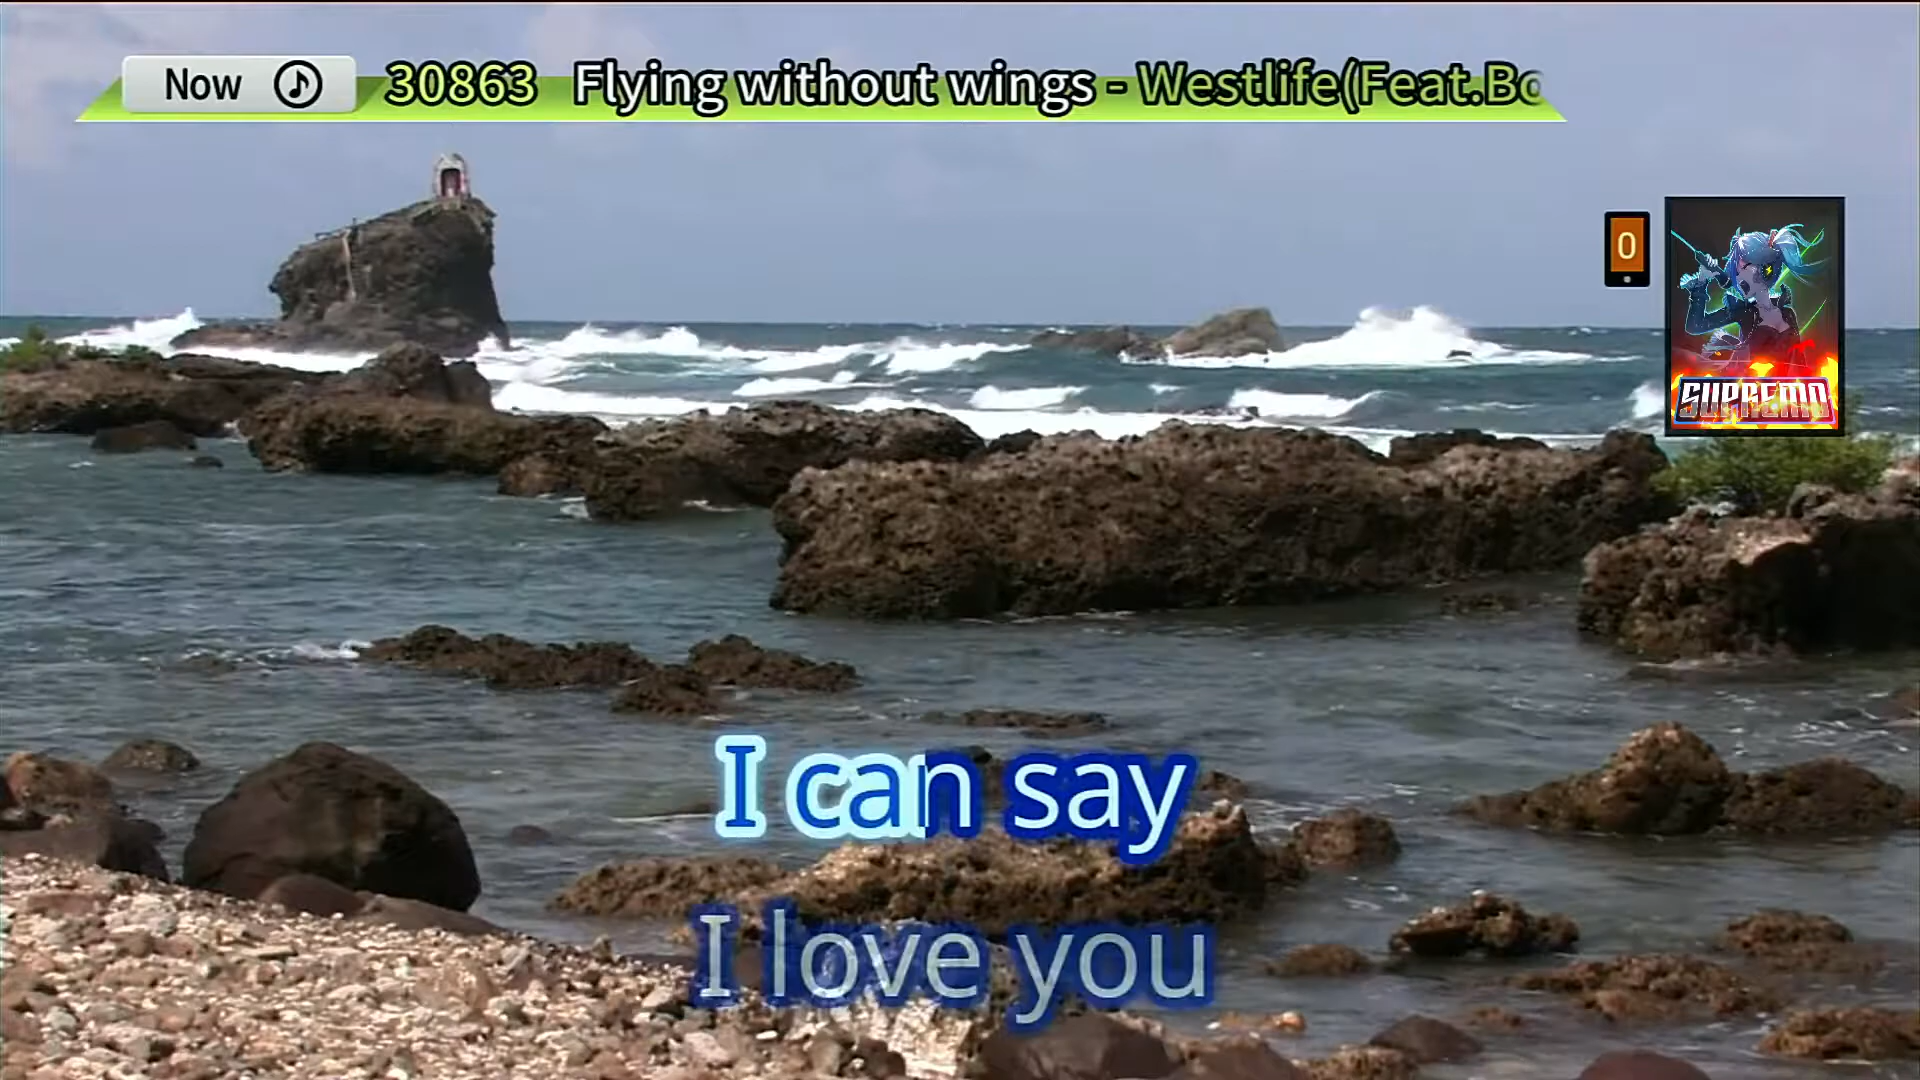 Now 30863 Flying without wings - Westlife(Feat.Bo
0
SUPREMO
I can say
I love you